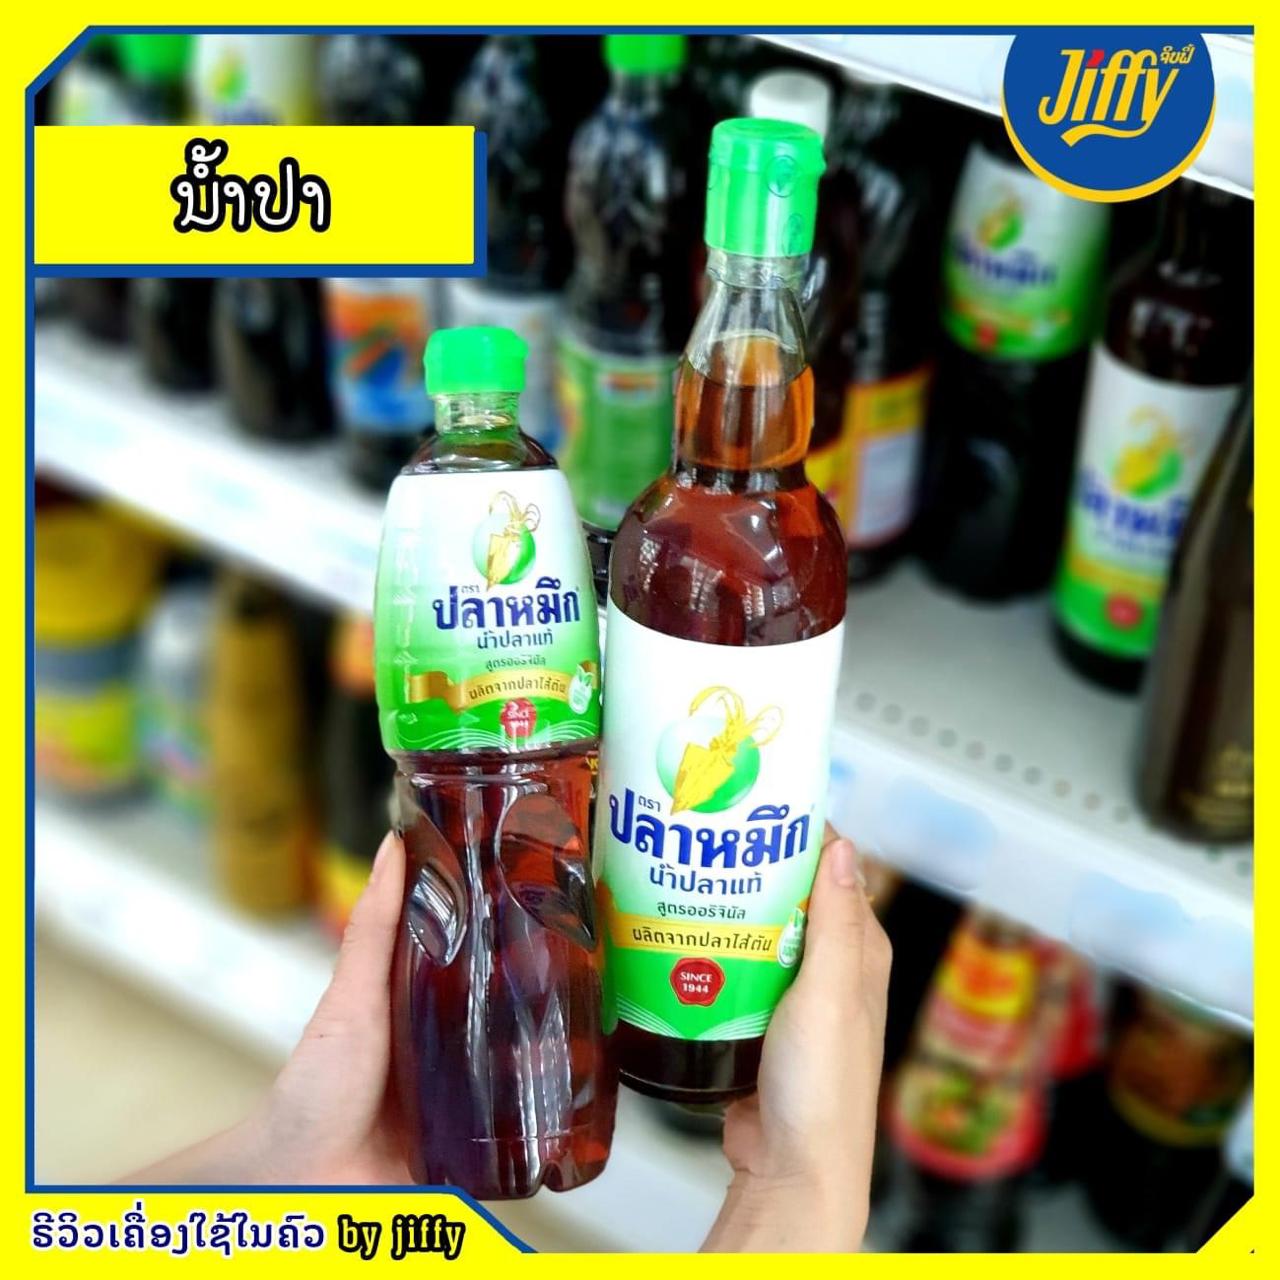 Jiffy ຈິບຟີ້
ນ້ຳປາ
ตรา
ปลาหมึก
น้ำปลาแท้
สูตรออริจินัล
ผลิตจากปลาไส้ตัน
SINCE
1944
ตรา
ปลาหมึก
น้ำปลาแท้
สูตรออริจินัล
ผลิตจากปลาไส้ตัน
SINCE
1944
ຣີວິວເຄື່ອງໃຊ້ໃນຄົວ by jiffy